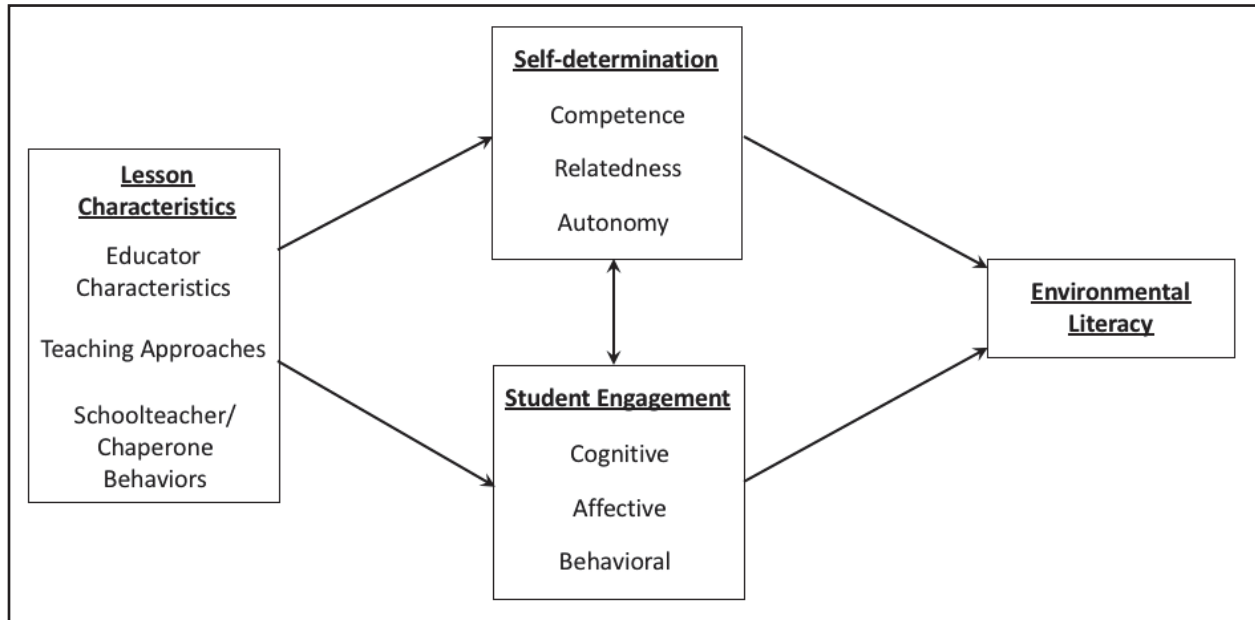 Lesson
Characteristics
Educator
Characteristics
Teaching Approaches
Schoolteacher/
Chaperone
Behaviors
Self-determination
Competence
Relatedness
Autonomy
Student Engagement
Cognitive
Affective
Behavioral
Environmental
Literacy